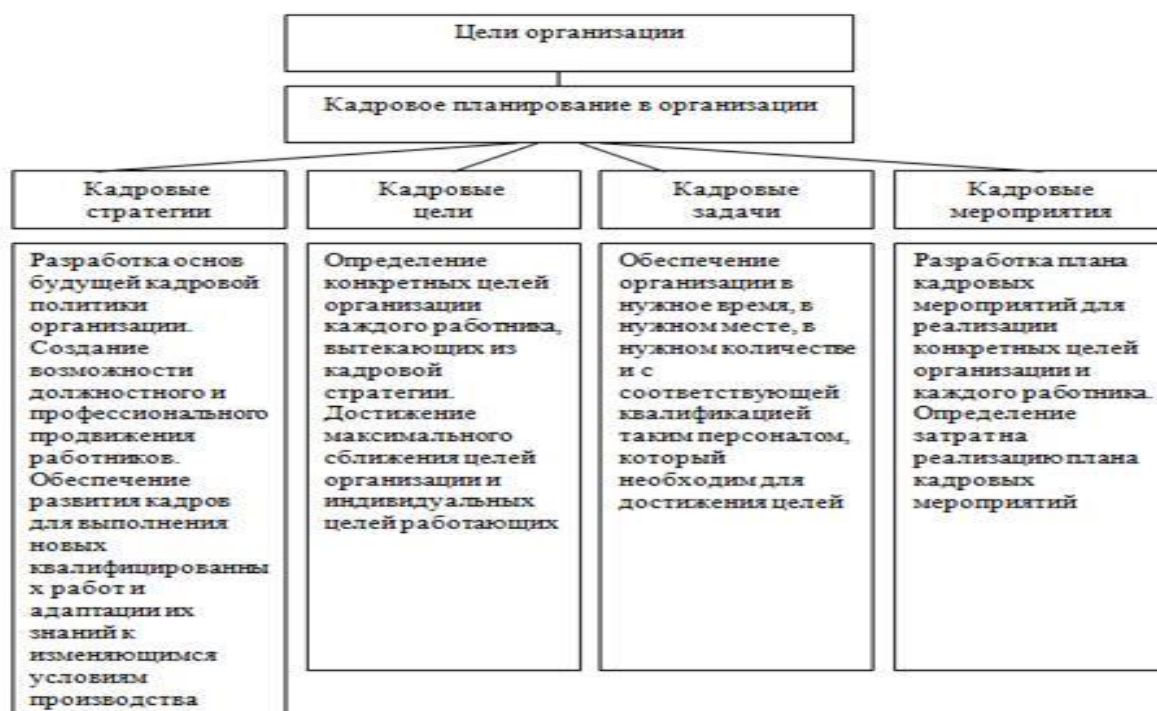 Цели организации
Кадровое планирование в организации
Кадровые
стратегии
Кадровые
цели
Кадровые
задачи
Кадровые
мероприятия
Разработка основ
будущей кадровой
политики
организации.
Создание
возможности
должностного и
профессионального
продвижения
работников.
Обеспечение
развития кадров
для выполнения
новых
квалифицированны
х работ и
адаптации их
знаний к
изменяющимся
условиям
производства
Определение
конкретных целей
организации
каждого работника,
вытекающих из
кадровой
стратегии.
Достижение
максимального
сближения целей
организации и
индивидуальных
целей работающих
Обеспечение
организации в
нужное время, в
нужном месте, в
нужном количестве
и с
соответствующей
квалификацией
таким персоналом,
который
необходим для
достижения целей
Разработка плана
кадровых
мероприятий для
реализации
конкретных целей
организации и
каждого работника.
Определение
затрат на
реализацию плана
кадровых
мероприятий